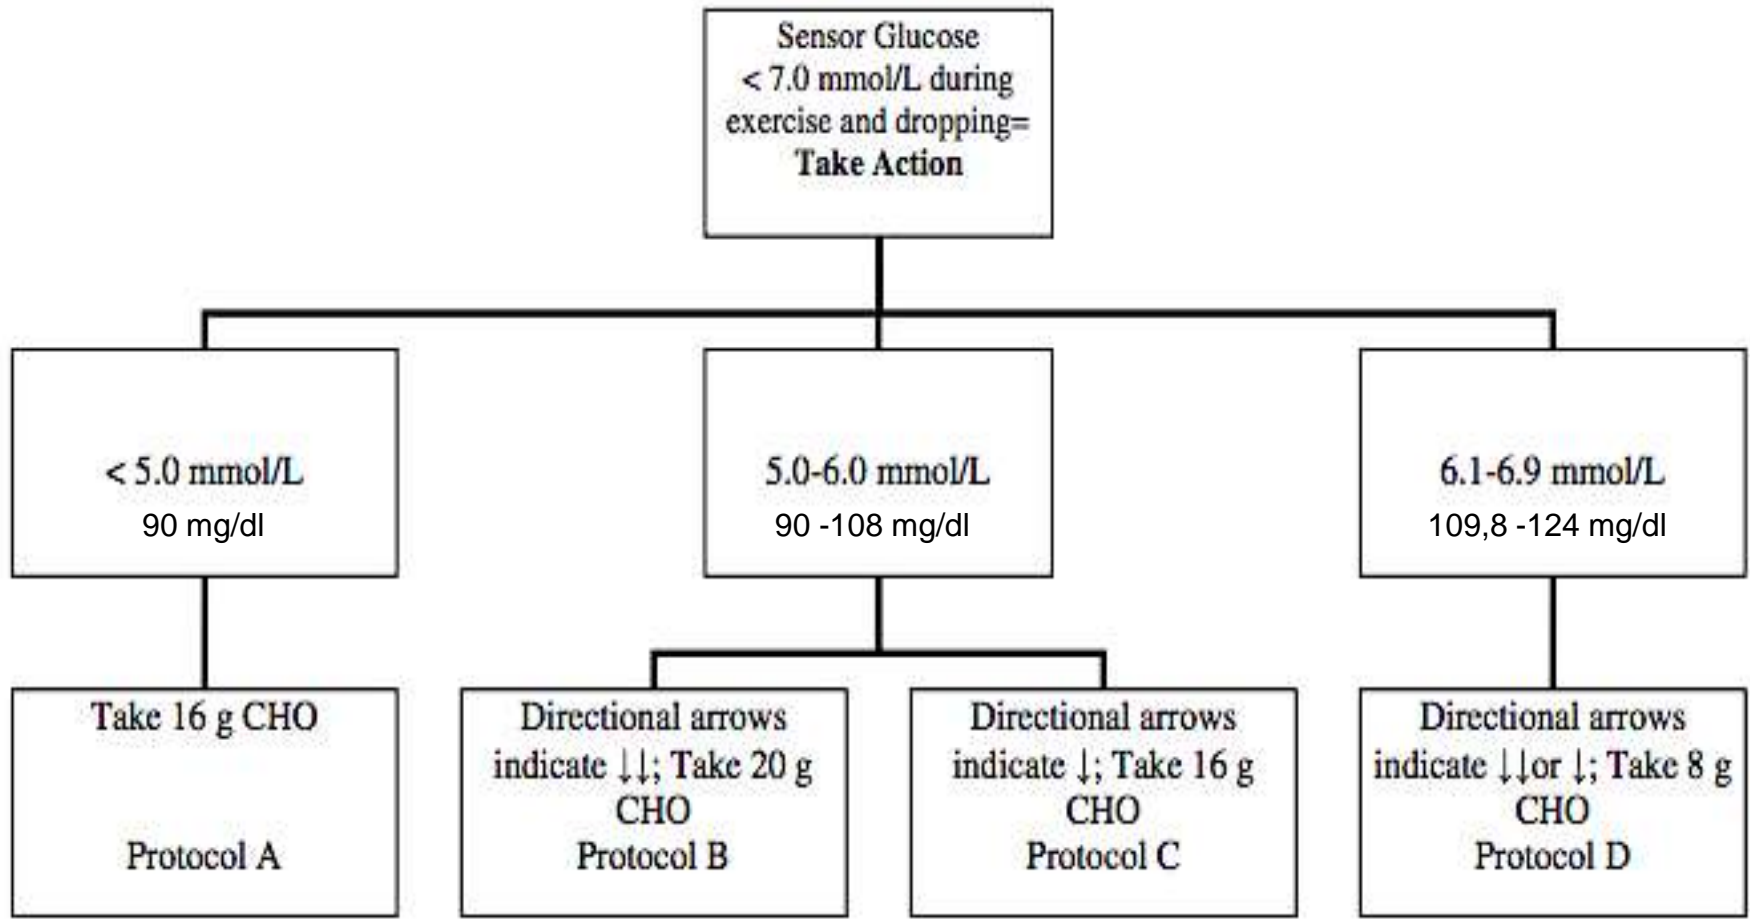 Sensor Glucose
< 7.0 mmol/L during
exercise and dropping=
Take Action
< 5.0 mmol/L
90 mg/dl
5.0-6.0 mmol/L
90 -108 mg/dl
6.1-6.9 mmol/L
109,8 -124 mg/dl
Take 16 g CHO
Protocol A
Directional arrows
indicate ↓↓; Take 20 g
CHO
Protocol B
Directional arrows
indicate ↓; Take 16 g
CHO
Protocol C
Directional arrows
indicate ↓↓or ↓; Take 8 g
CHO
Protocol D